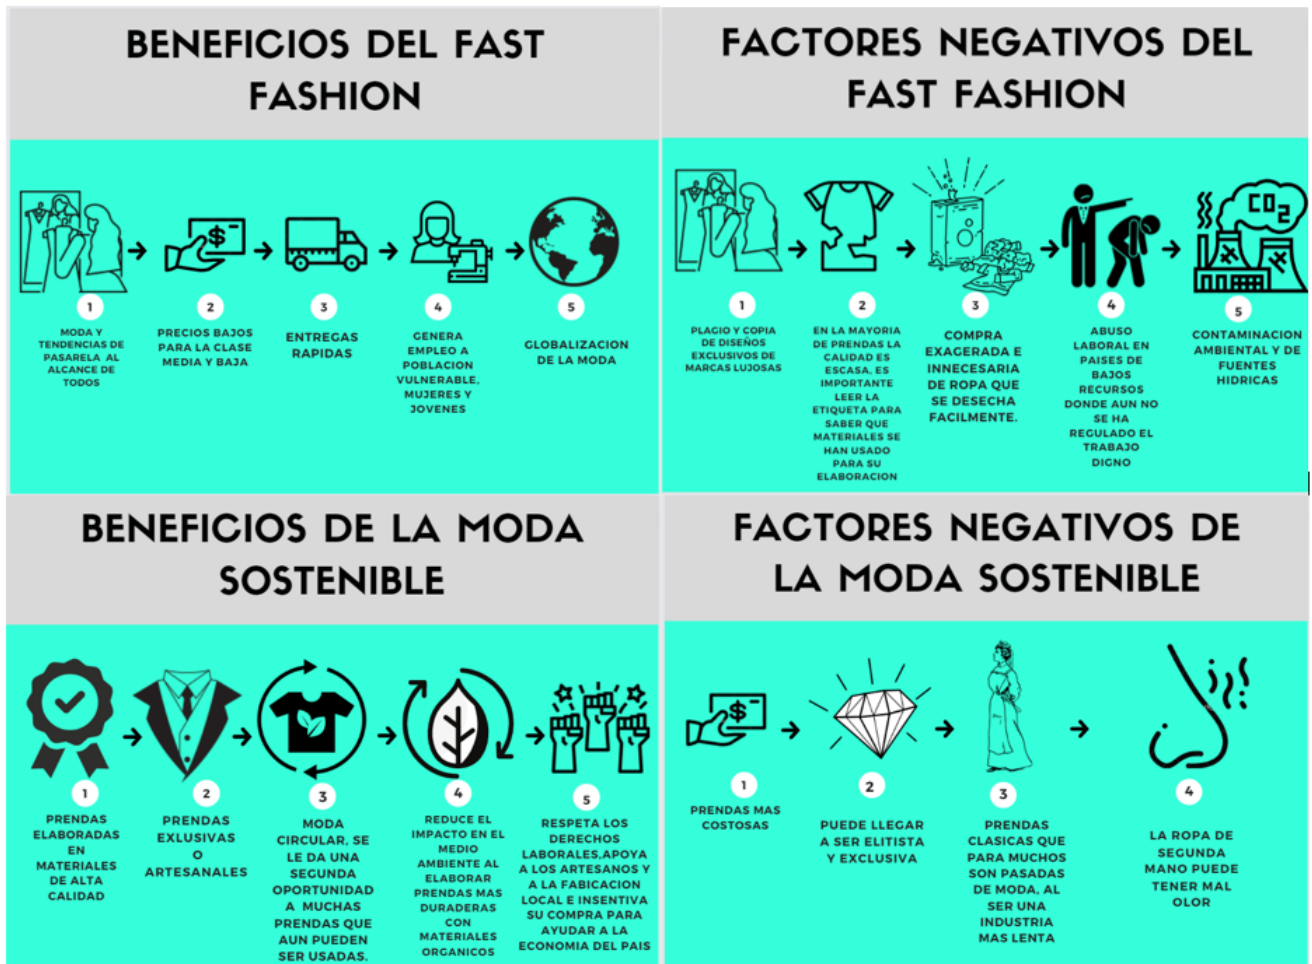 BENEFICIOS DEL FAST
FASHION
1
MODA Y
TENDENCIAS DE
PASARELA AL
ALCANCE DE
TODOS
$
2
PRECIOS BAJOS
PARA LA CLASE
MEDIA Y BAJA
3
ENTREGAS
RAPIDAS
4
GENERA
EMPLEO A
POBLACION
VULNERABLE,
MUJERES Y
JOVENES
5
GLOBALIZACION
DE LA MODA
FACTORES NEGATIVOS DEL
FAST FASHION
1
PLAGIO Y COPIA
DE DISEÑOS
EXCLUSIVOS DE
MARCAS LUJOSAS
2
EN LA MAYORIA
DE PRENDAS LA
CALIDAD ES
ESCASA, ES
IMPORTANTE
LEER LA
ETIQUETA PARA
SABER QUE
MATERIALES SE
HAN USADO
PARA SU
ELABORACION
3
COMPRA
EXAGERADA E
INNECESARIA
DE ROPA QUE
SE DESECHA
FACILMENTE.
4
ABUSO
LABORAL EN
PAISES DE
BAJOS
RECURSOS
DONDE AUN NO
SE HA
REGULADO EL
TRABAJO
DIGNO
CO2
5
CONTAMINACION
AMBIENTAL Y DE
FUENTES
HIDRICAS
BENEFICIOS DE LA MODA
SOSTENIBLE
1
PRENDAS
ELABORADAS
EN
MATERIALES
DE ALTA
CALIDAD
2
PRENDAS
EXLUSIVAS
O
ARTESANALES
3
MODA
CIRCULAR, SE
LE DA UNA
SEGUNDA
OPORTUNIDAD
A MUCHAS
PRENDAS QUE
AUN PUEDEN
SER USADAS.
4
REDUCE EL
IMPACTO EN EL
MEDIO
AMBIENTE AL
ELABORAR
PRENDAS MAS
DURADERAS
CON
MATERIALES
ORGANICOS
5
RESPETA LOS
DERECHOS
LABORALES,APOYA
A LOS ARTESANOS Y
A LA FABICACION
LOCAL E INSENTIVA
SU COMPRA PARA
AYUDAR A LA
ECONOMIA DEL PAIS
FACTORES NEGATIVOS DE
LA MODA SOSTENIBLE
$
1
PRENDAS MAS
COSTOSAS
2
PUEDE LLEGAR
A SER ELITISTA
Y EXCLUSIVA
3
PRENDAS
CLASICAS QUE
PARA MUCHOS
SON PASADAS
DE MODA, AL
SER UNA
INDUSTRIA
MAS LENTA
4
LA ROPA DE
SEGUNDA
MANO PUEDE
TENER MAL
OLOR